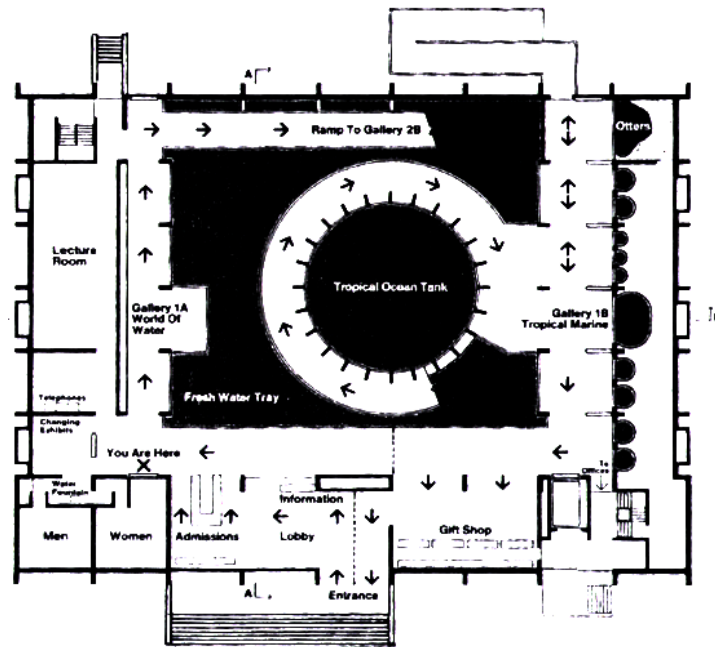 A
Ramp To Gallery 2B
Otters
Lecture
Room
Tropical Ocean Tank
Gallery 1A
World Of
Water
Gallery 1B
Tropical Marine
Fresh Water Tray
Telephones
Changing
Exhibits
You Are Here
X
Water
Fountain
To
Offices
Information
Men
Women
Admissions
Lobby
Gift Shop
A
Entrance